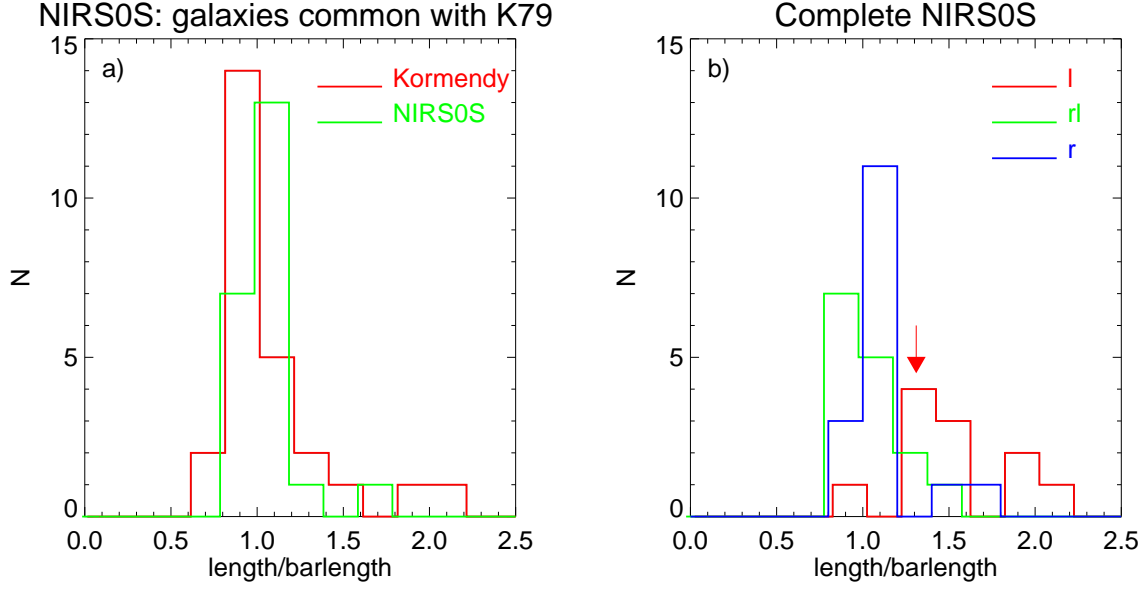 NIRS0S: galaxies common with K79
a)
Kormendy
NIRS0S
15
10
5
0
N
0.0 0.5 1.0 1.5 2.0 2.5
length/barlength
Complete NIRS0S
b)
l
rl
r
15
10
5
0
N
0.0 0.5 1.0 1.5 2.0 2.5
length/barlength